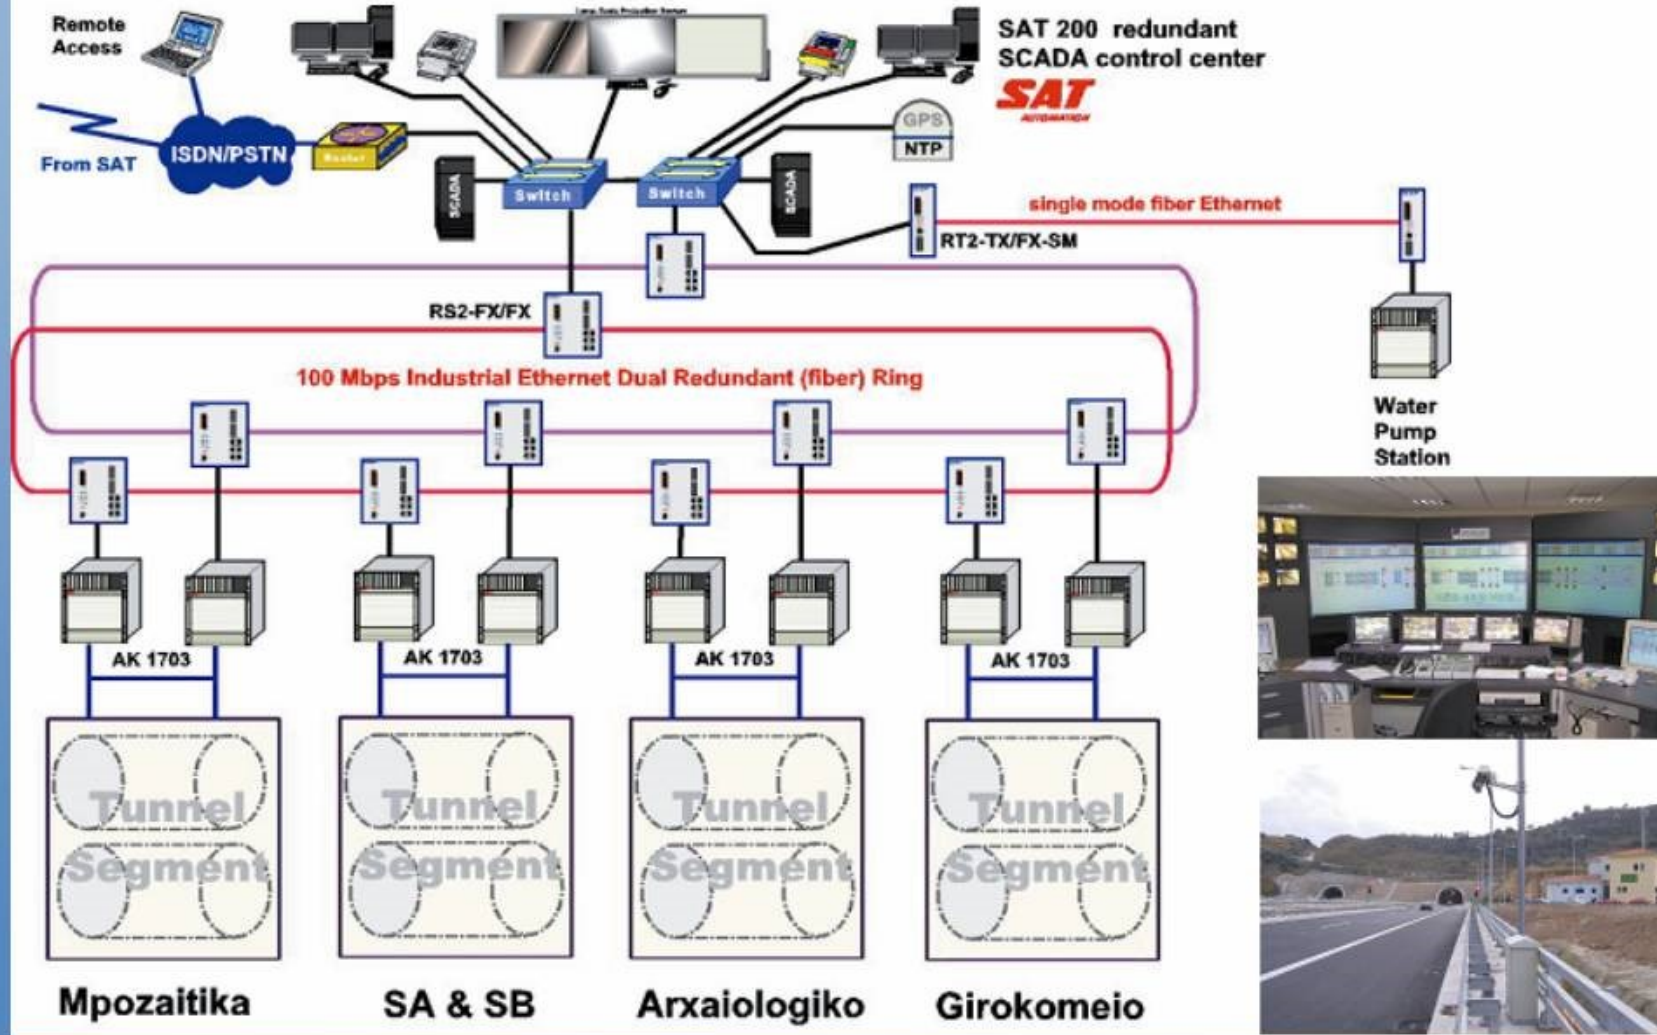 Remote
Access
SAT 200 redundant
SCADA control center
SAT
AUTOMATION
GPS
NTP
From SAT
ISDN/PSTN
Router
SCADA
Switch
Switch
SCADA
single mode fiber Ethernet
RT2-TX/FX-SM
RS2-FX/FX
100 Mbps Industrial Ethernet Dual Redundant (fiber) Ring
Water
Pump
Station
AK 1703
AK 1703
AK 1703
AK 1703
Tunnel
Segment
Tunnel
Segment
Tunnel
Segment
Tunnel
Segment
Mpozaitika
SA & SB
Arxaiologiko
Girokomeio